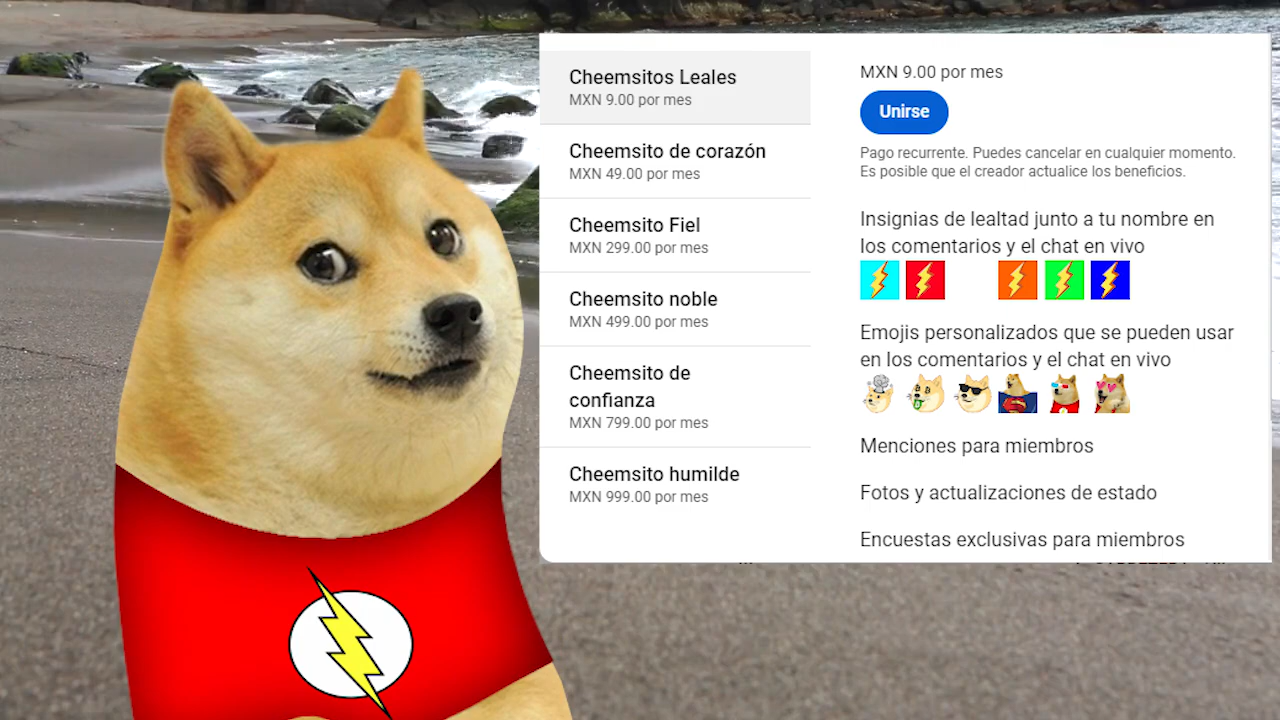 Cheemsitos Leales
MXN 9.00 por mes
Cheemsito de corazón
MXN 49.00 por mes
Cheemsito Fiel
MXN 299.00 por mes
Cheemsito noble
MXN 499.00 por mes
Cheemsito de
confianza
MXN 799.00 por mes
Cheemsito humilde
MXN 999.00 por mes
MXN 9.00 por mes
Unirse
Pago recurrente. Puedes cancelar en cualquier momento.
Es posible que el creador actualice los beneficios.
Insignias de lealtad junto a tu nombre en
los comentarios y el chat en vivo
Emojis personalizados que se pueden usar
en los comentarios y el chat en vivo
Menciones para miembros
Fotos y actualizaciones de estado
Encuestas exclusivas para miembros